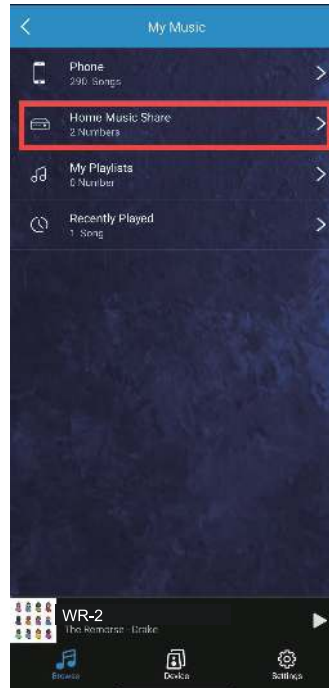 My Music
Phone
290 Songs
Home Music Share
2 Numbers
My Playlists
0 Number
Recently Played
1 Song
WR-2
The Remorse - Drake
Browse
Device
Settings